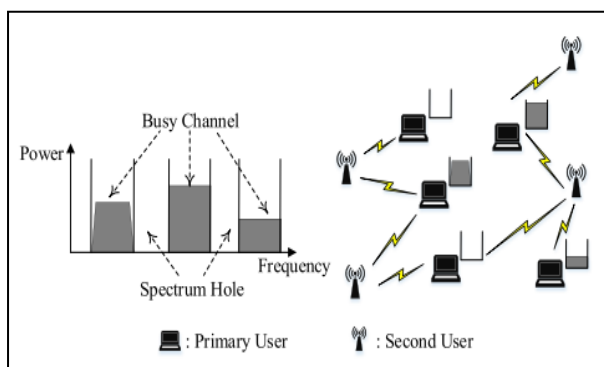 Busy Channel
Power
Frequency
Spectrum Hole
: Primary User
: Second User